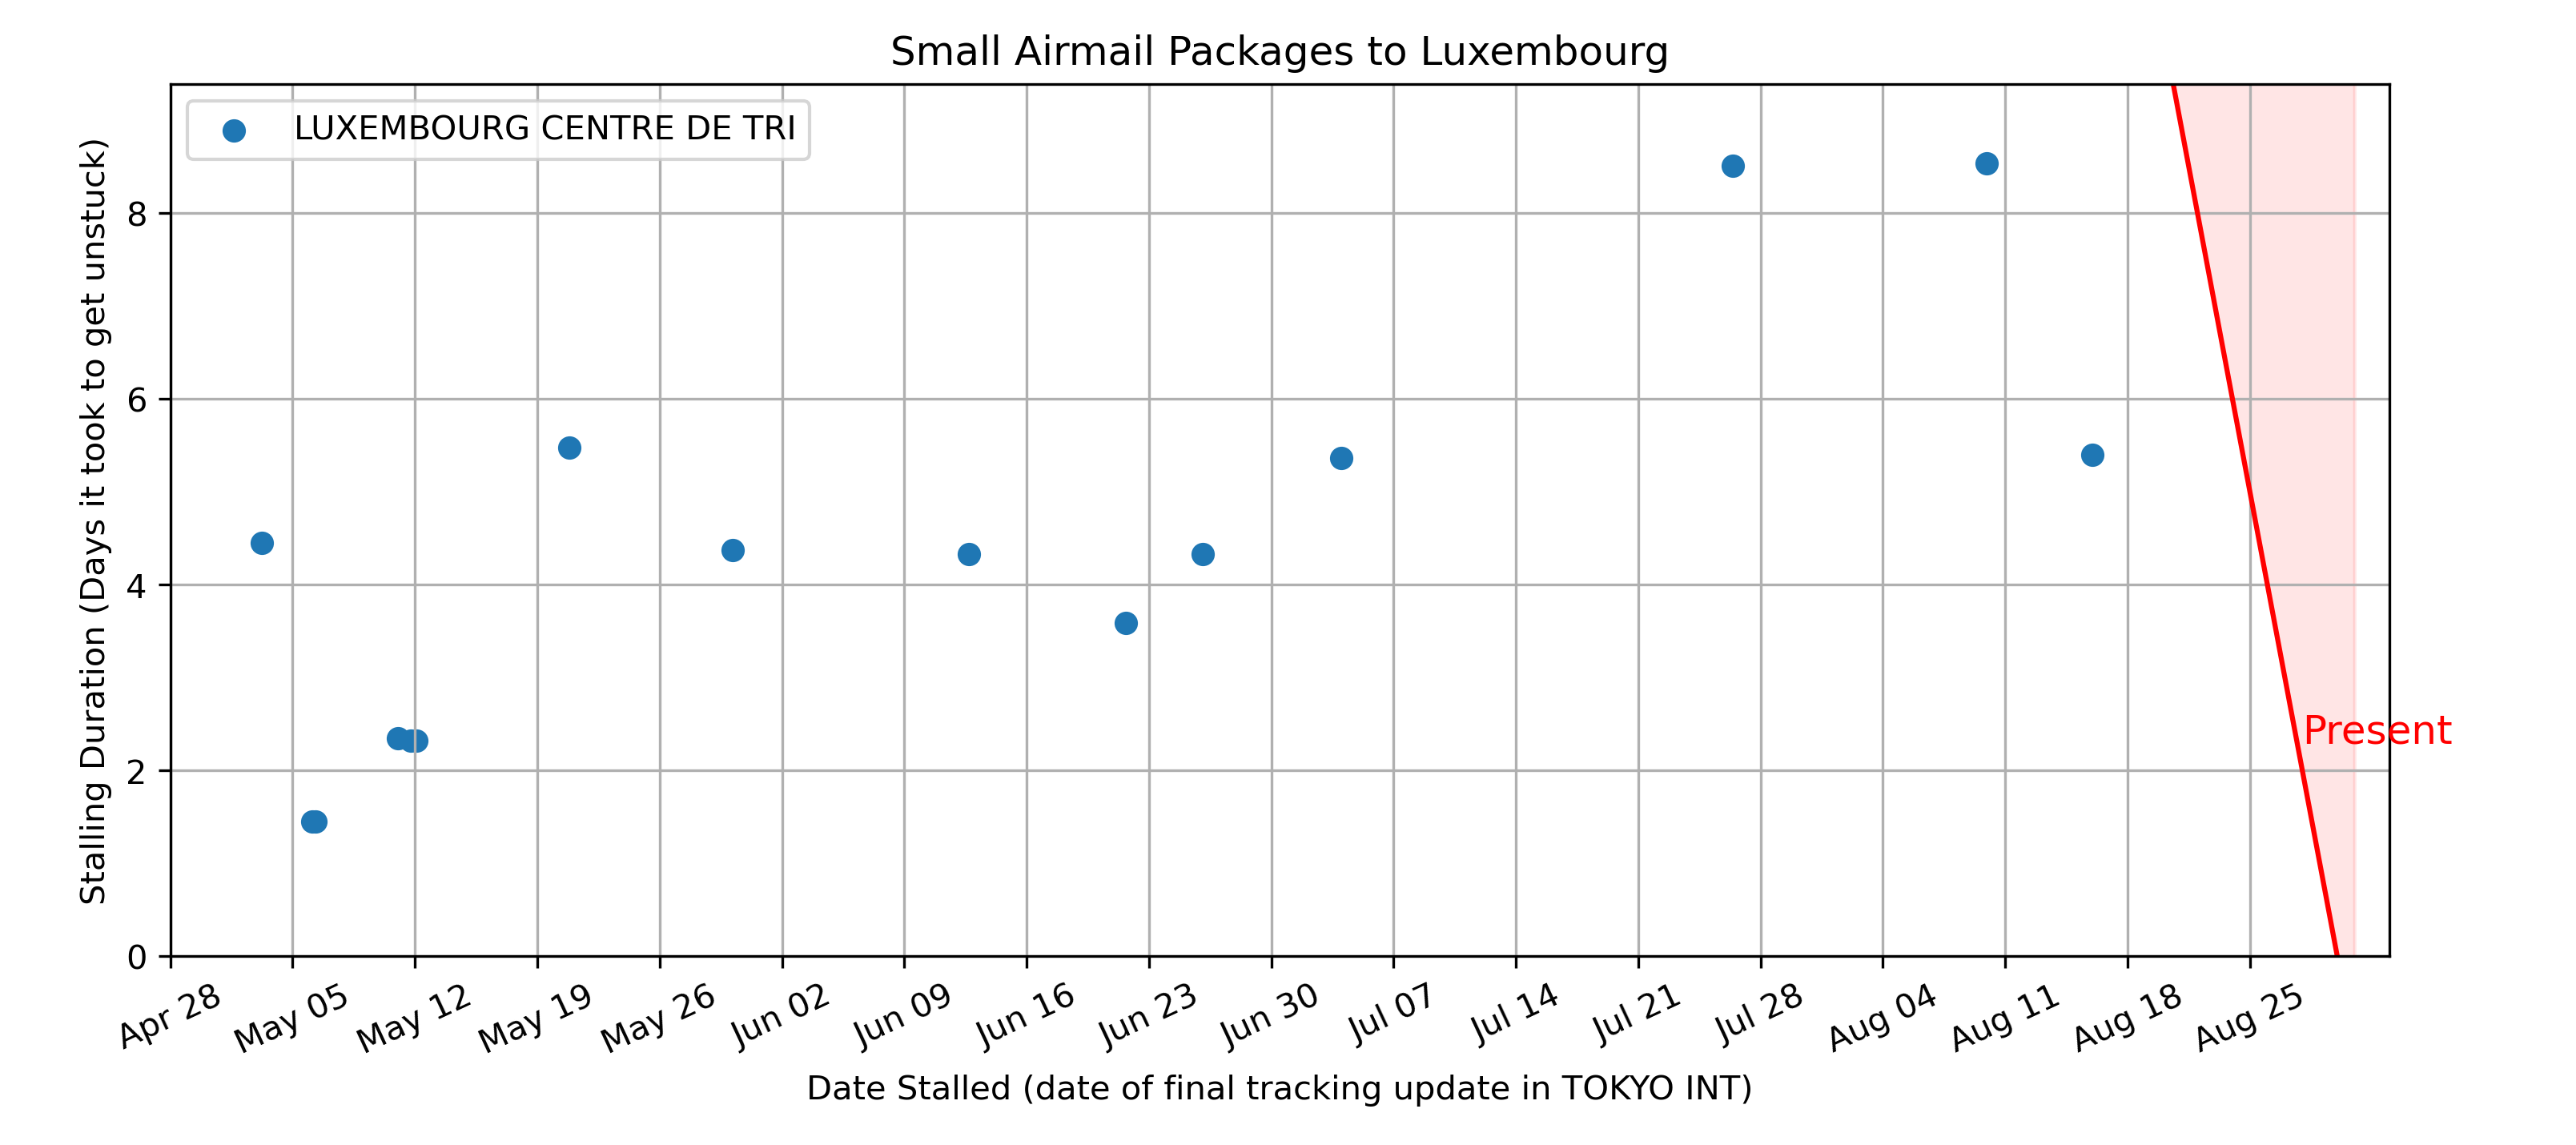 Small Airmail Packages to Luxembourg
LUXEMBOURG CENTRE DE TRI
Stalling Duration (Days it took to get unstuck)
8
6
4
2
0
Present
Apr 28
May 05
May 12
May 19
May 26
Jun 02
Jun 09
Jun 16
Jun 23
Jun 30
Jul 07
Jul 14
Jul 21
Jul 28
Aug 04
Aug 11
Aug 18
Aug 25
Date Stalled (date of final tracking update in TOKYO INT)